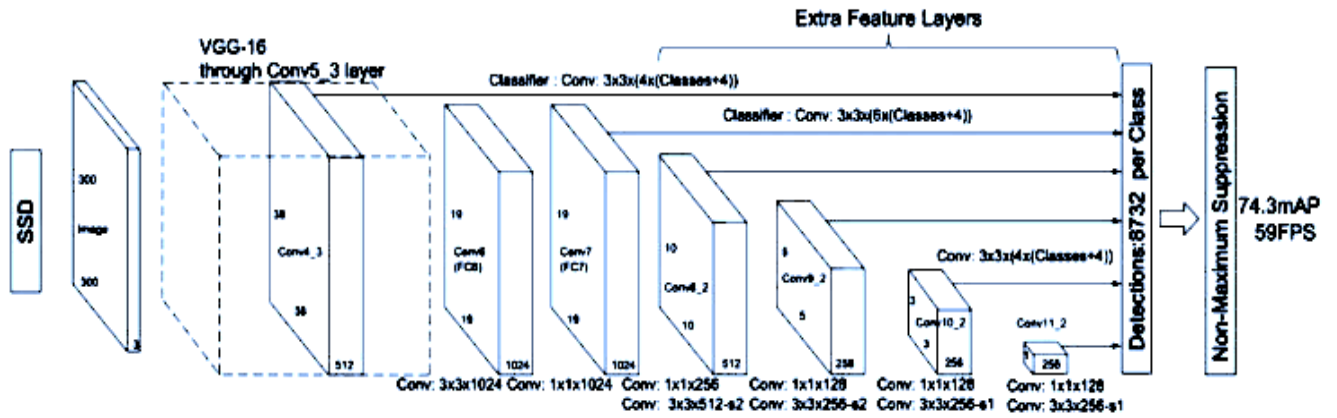 Extra Feature Layers
VGG-16
through Conv5_3 layer
Classifier : Conv: 3x3x(4x(Classes+4))
Classifier : Conv: 3x3x(6x(Classes+4))
SSD
300
Image
300
3
38
Conv4_3
38
512
19
Conv6
(FC6)
19
1024
19
Conv7
(FC7)
19
1024
10
Conv8_2
10
512
5
Conv9_2
5
256
Conv: 3x3x(4x(Classes+4))
3
Conv10_2
3
256
Conv11_2
1
256
Detections:8732 per Class
Non-Maximum Suppression
74.3mAP
59FPS
Conv: 3x3x1024
Conv: 1x1x1024
Conv: 1x1x256
Conv: 3x3x512-s2
Conv: 1x1x128
Conv: 3x3x256-s2
Conv: 1x1x128
Conv: 3x3x256-s1
Conv: 1x1x128
Conv: 3x3x256-s1